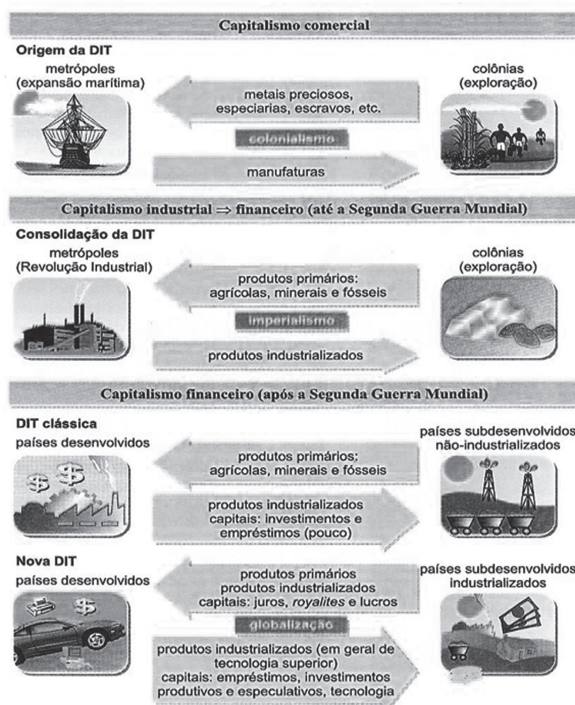 Capitalismo comercial
Origem da DIT
metrópoles
(expansão marítima)
metais preciosos,
especiarias, escravos, etc.
colonialismo
manufaturas
colônias
(exploração)
Capitalismo industrial ⇒ financeiro (até a Segunda Guerra Mundial)
Consolidação da DIT
metrópoles
(Revolução Industrial)
produtos primários:
agrícolas, minerais e fósseis
imperialismo
produtos industrializados
colônias
(exploração)
Capitalismo financeiro (após a Segunda Guerra Mundial)
DIT clássica
países desenvolvidos
produtos primários:
agrícolas, minerais e fósseis
produtos industrializados
capitais: investimentos e
empréstimos (pouco)
países subdesenvolvidos
não-industrializados
Nova DIT
países desenvolvidos
produtos primários
produtos industrializados
capitais: juros, royalites e lucros
globalização
produtos industrializados (em geral de
tecnologia superior)
capitais: empréstimos, investimentos
produtivos e especulativos, tecnologia
países subdesenvolvidos
industrializados